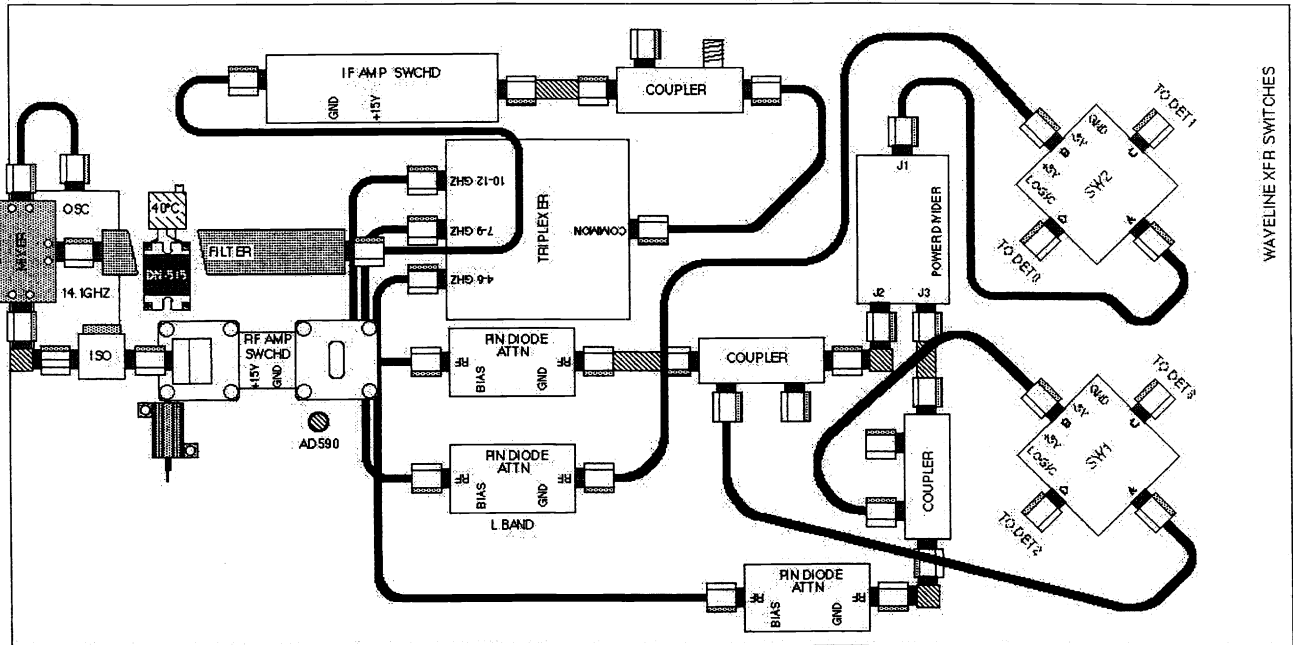 IF AMP SWCHD
GND
+15V
COUPLER
TO DET1
WAVELINE XFR SWITCHES
GND
-5V
+5V
LOGIC
SW2
TO DET0
J1
POWER DIVIDER
J2
J3
10-12 GHZ
7-9 GHZ
4-6 GHZ
TRIPLEXER
COMMON
OSC
40°C
MIXER
FILTER
DN-515
14.1GHZ
ISO
RF AMP
SWCHD
+15V
GND
AD590
PIN DIODE
ATTN
RF
RF
BIAS
GND
COUPLER
PIN DIODE
ATTN
RF
RF
BIAS
GND
L BAND
COUPLER
TO DET3
GND
-5V
+5V
LOGIC
SW1
TO DET2
PIN DIODE
ATTN
RF
RF
BIAS
GND